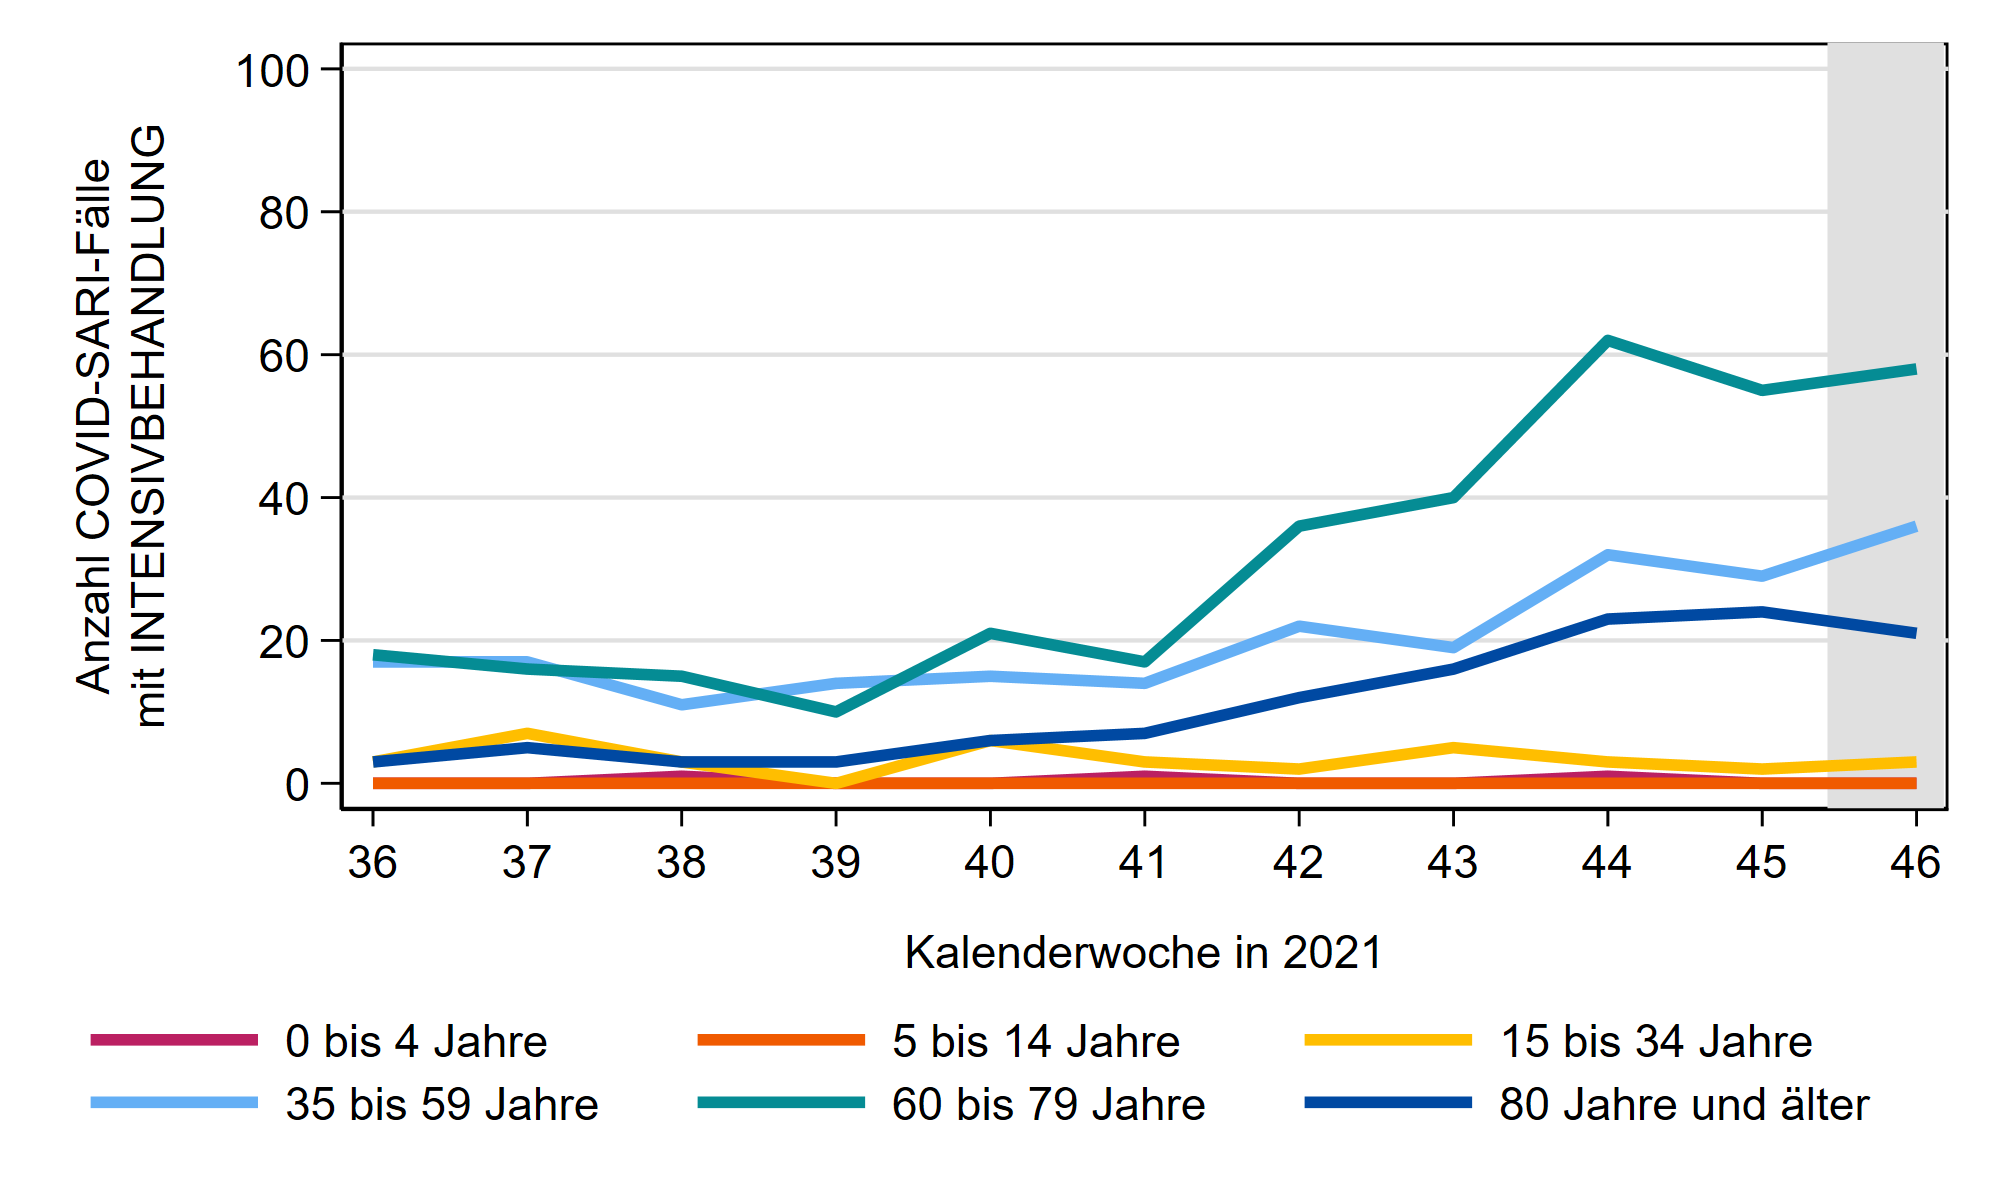 Anzahl COVID-SARI-Fälle
mit INTENSIVBEHANDLUNG
100
80
60
40
20
0
36 37 38 39 40 41 42 43 44 45 46
Kalenderwoche in 2021
0 bis 4 Jahre 5 bis 14 Jahre 15 bis 34 Jahre
35 bis 59 Jahre 60 bis 79 Jahre 80 Jahre und älter